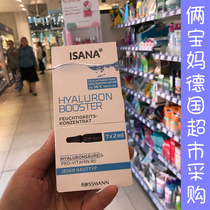 俩宝妈德国超市采购
ISANA
HYALURON
BOOSTER
FEUCHTIGKEITS-
KONZENTRAT
7 x 2 ml
HYALURONSÄURE &
PRO-VITAMIN B5
JEDER HAUTTYP
ROSSMANN